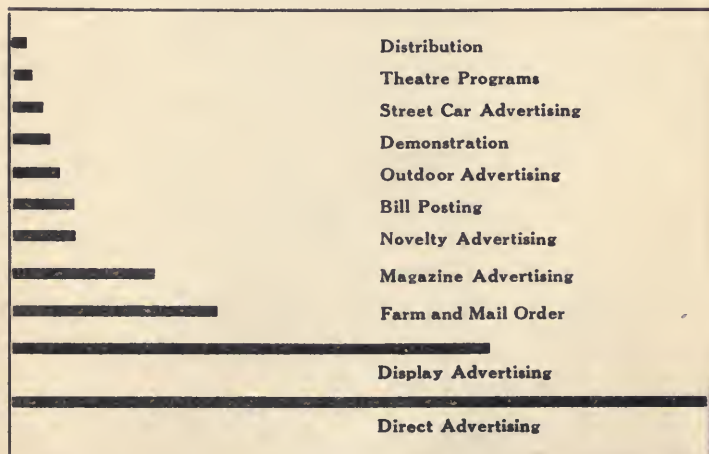 Distribution
Theatre Programs
Street Car Advertising
Demonstration
Outdoor Advertising
Bill Posting
Novelty Advertising
Magazine Advertising
Farm and Mail Order
Display Advertising
Direct Advertising